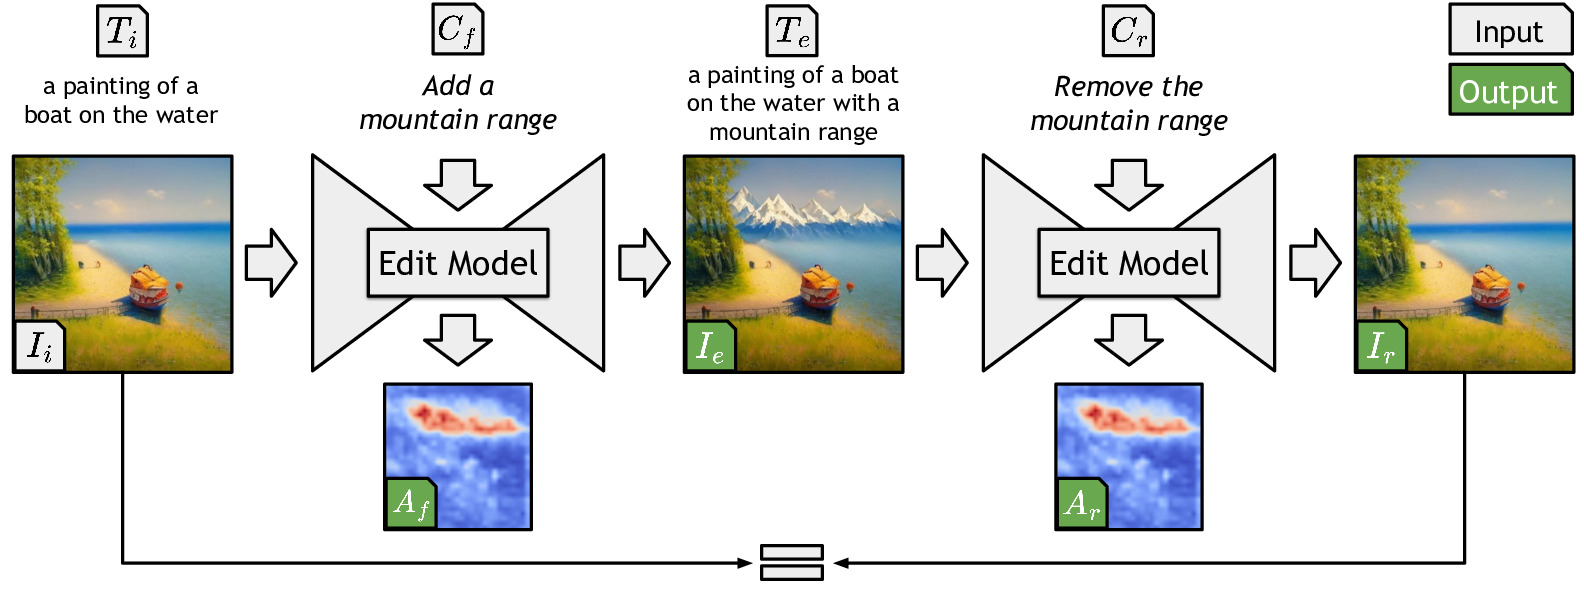 T_i
C_f
T_e
C_r
Input
Output
a painting of a
boat on the water
Add a
mountain range
a painting of a boat
on the water with a
mountain range
Remove the
mountain range
Edit Model
Edit Model
I_i
I_e
I_r
A_f
A_r